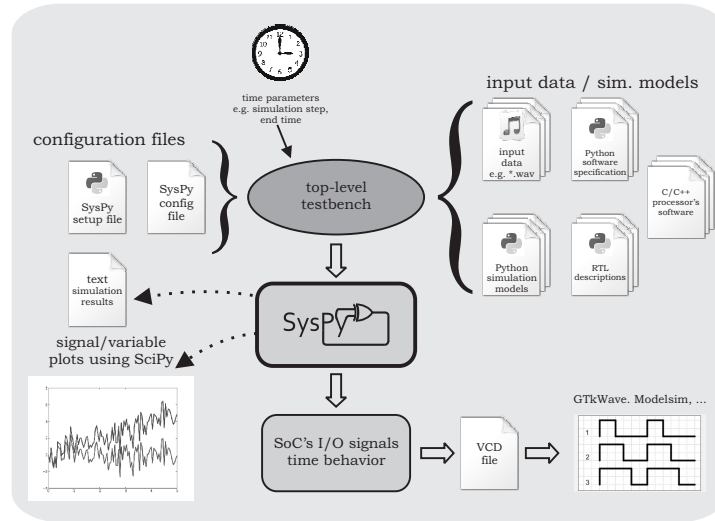 time parameters
e.g. simulation step,
end time
input data / sim. models
configuration files
SysPy
setup file
SysPy
config
file
top-level
testbench
input
data
e.g. *.wav
Python
software
specification
C/C++
processor's
software
Python
simulation
models
RTL
descriptions
text
simulation
results
SysPy
signal/variable
plots using SciPy
SoC's I/O signals
time behavior
VCD
file
GTkWave. Modelsim, ...
1
2
3